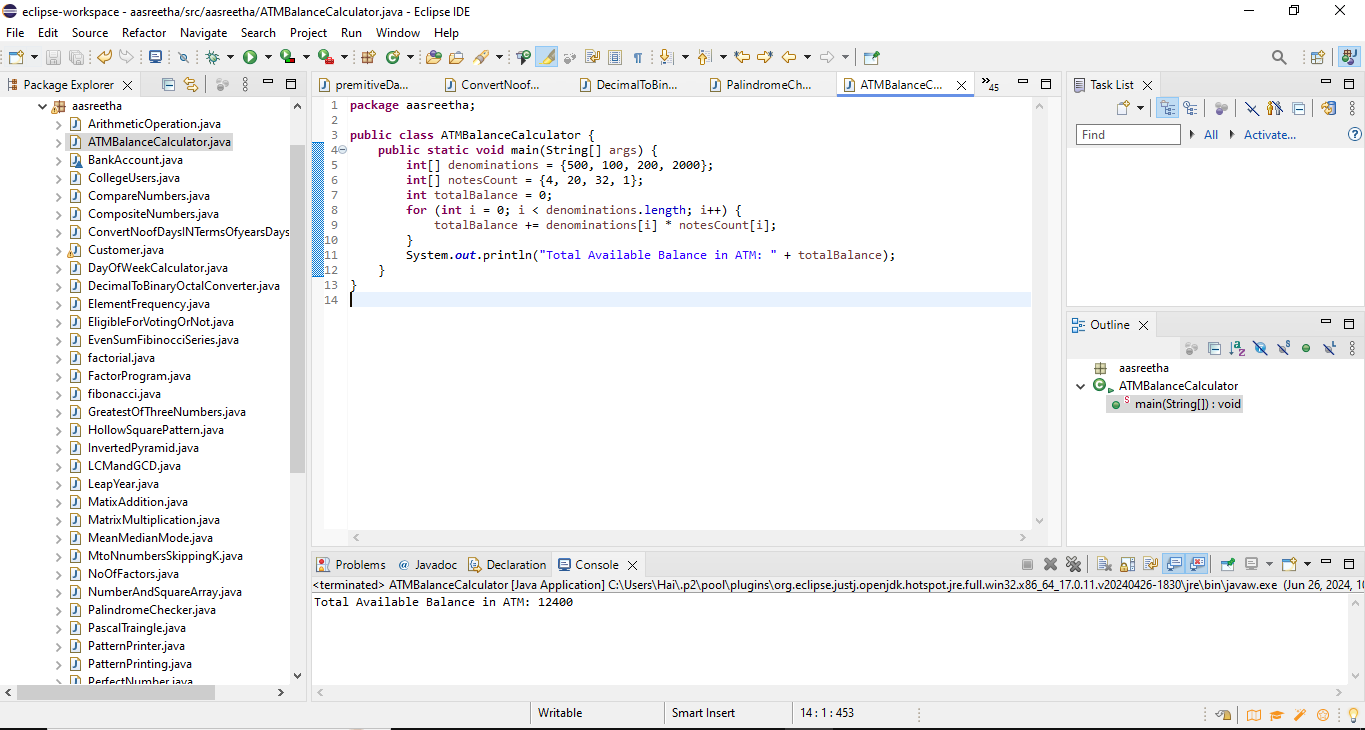 eclipse-workspace - aasreetha/src/aasreetha/ATMBalanceCalculator.java - Eclipse IDE
File Edit Source Refactor Navigate Search Project Run Window Help
Package Explorer
aasreetha
ArithmeticOperation.java
ATMBalanceCalculator.java
BankAccount.java
CollegeUsers.java
CompareNumbers.java
CompositeNumbers.java
ConvertNoofDaysINTermsOfyearsDays
Customer.java
DayOfWeekCalculator.java
DecimalToBinaryOctalConverter.java
ElementFrequency.java
EligibleForVotingOrNot.java
EvenSumFibinocciSeries.java
factorial.java
FactorProgram.java
fibonacci.java
GreatestOfThreeNumbers.java
HollowSquarePattern.java
InvertedPyramid.java
LCMandGCD.java
LeapYear.java
MatixAddition.java
MatrixMultiplication.java
MeanMedianMode.java
MtoNnumbersSkippingK.java
NoOfFactors.java
NumberAndSquareArray.java
PalindromeChecker.java
PascalTraingle.java
PatternPrinter.java
PatternPrinting.java
PerfectNumber.java
premitiveDa... ConvertNoof... DecimalToBin... PalindromeCh... ATMBalanceC... »45
1 package aasreetha;
2
3 public class ATMBalanceCalculator {
4 public static void main(String[] args) {
5 int[] denominations = {500, 100, 200, 2000};
6 int[] notesCount = {4, 20, 32, 1};
7 int totalBalance = 0;
8 for (int i = 0; i < denominations.length; i++) {
9 totalBalance += denominations[i] * notesCount[i];
10 }
11 System.out.println("Total Available Balance in ATM: " + totalBalance);
12 }
13 }
14
Task List
Find All Activate...
Outline
aasreetha
ATMBalanceCalculator
main(String[]) : void
Problems @ Javadoc Declaration Console
<terminated> ATMBalanceCalculator [Java Application] C:\Users\Hai\.p2\pool\plugins\org.eclipse.justj.openjdk.hotspot.jre.full.win32.x86_64_17.0.11.v20240426-1830\jre\bin\javaw.exe (Jun 26, 2024, 10
Total Available Balance in ATM: 12400
Writable Smart Insert 14 : 1 : 453